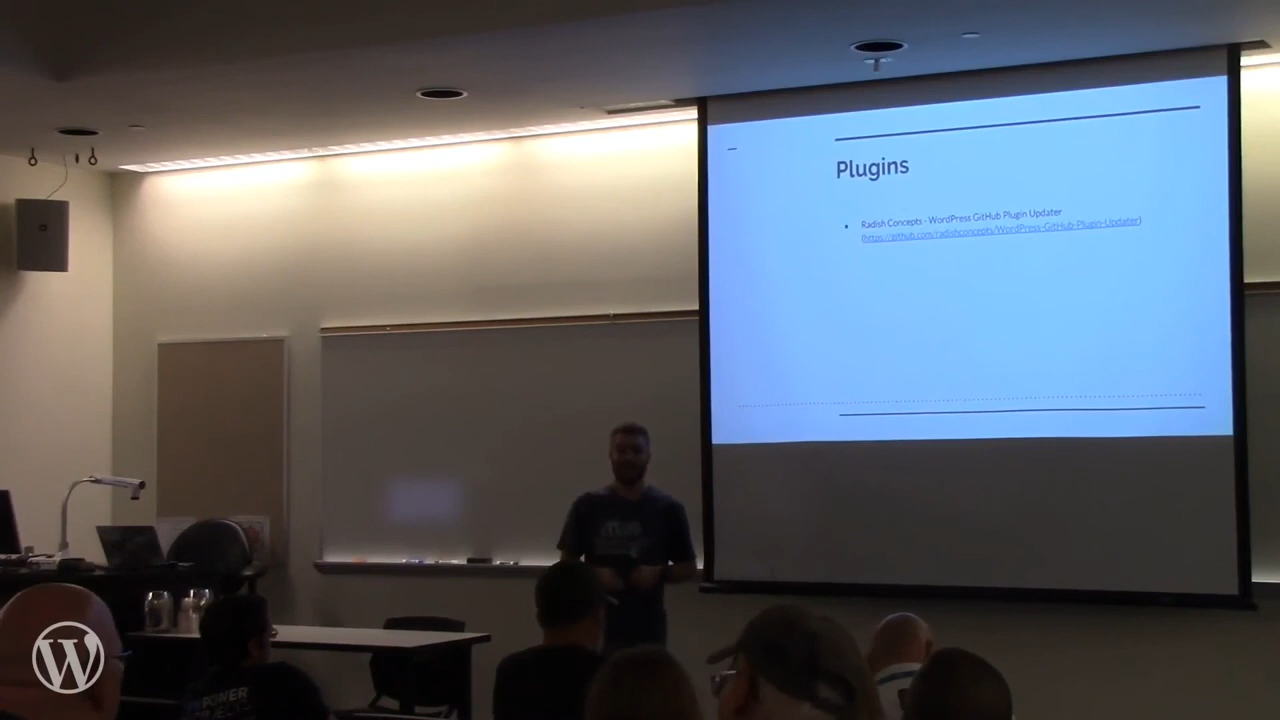 Plugins
• Radish Concepts - WordPress GitHub Plugin Updater
(https://github.com/radishconcepts/WordPress-GitHub-Plugin-Updater)
W